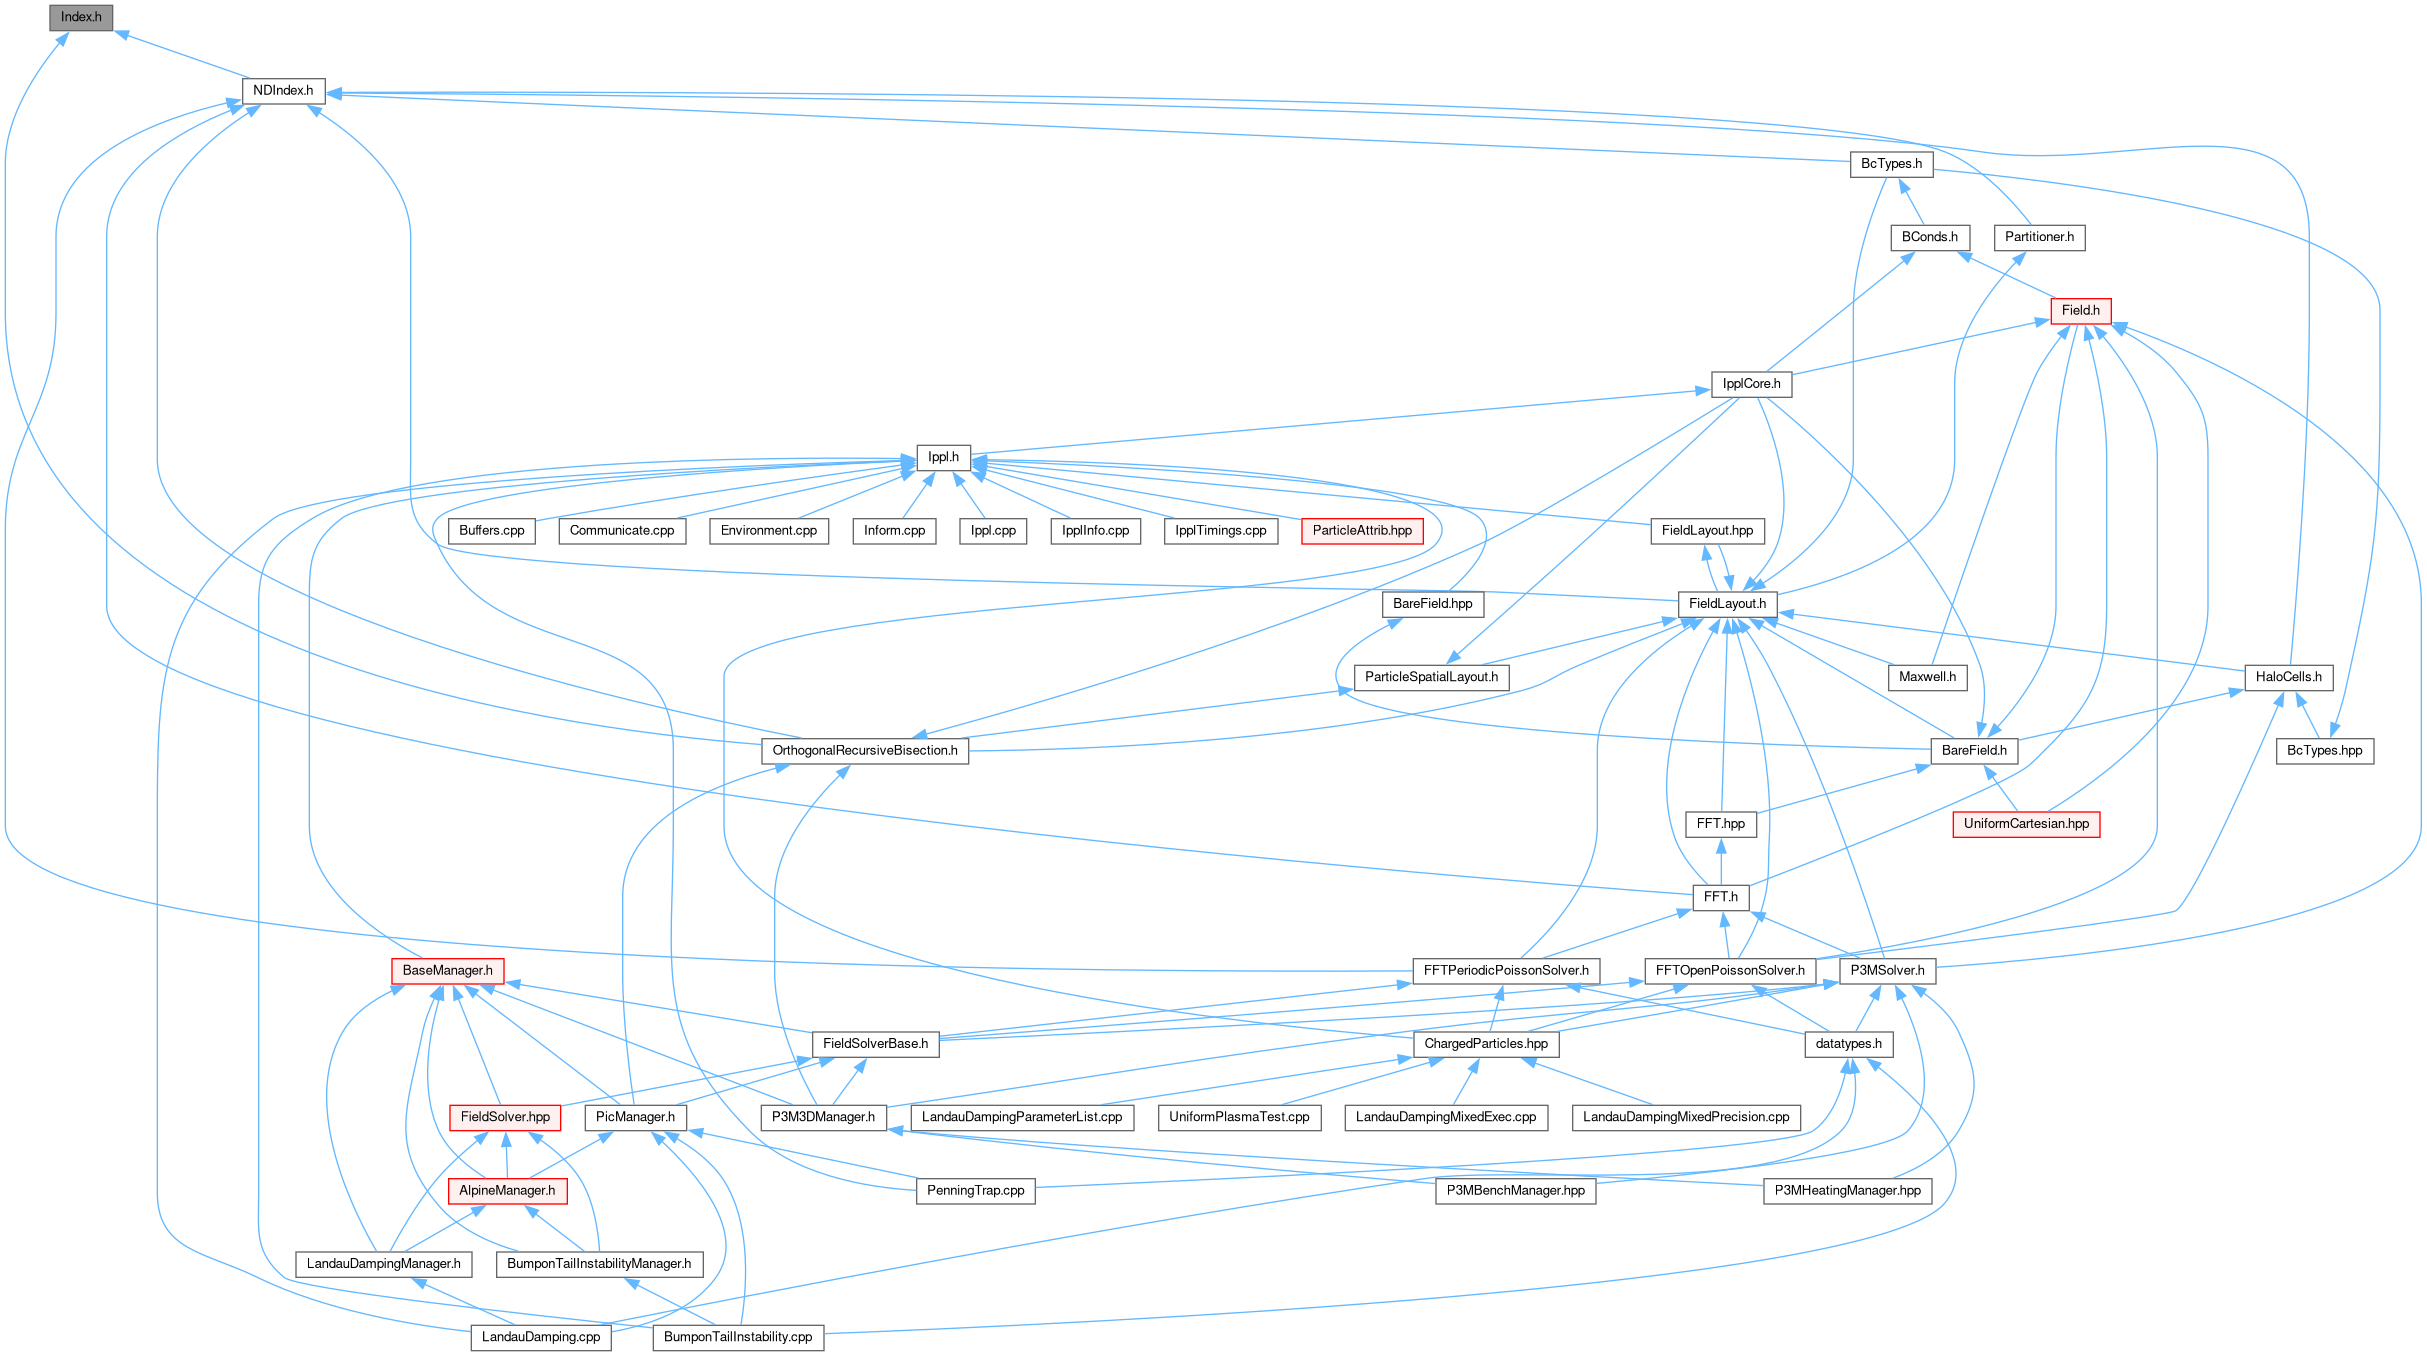 Index.h
NDIndex.h
BcTypes.h
BConds.h
Partitioner.h
Field.h
IpplCore.h
Ippl.h
Buffers.cpp
Communicate.cpp
Environment.cpp
Inform.cpp
Ippl.cpp
IpplInfo.cpp
IpplTimings.cpp
ParticleAttrib.hpp
FieldLayout.hpp
BareField.hpp
FieldLayout.h
ParticleSpatialLayout.h
Maxwell.h
HaloCells.h
OrthogonalRecursiveBisection.h
BareField.h
BcTypes.hpp
FFT.hpp
UniformCartesian.hpp
FFT.h
BaseManager.h
FFTPeriodicPoissonSolver.h
FFTOpenPoissonSolver.h
P3MSolver.h
FieldSolverBase.h
ChargedParticles.hpp
datatypes.h
FieldSolver.hpp
PicManager.h
P3M3DManager.h
LandauDampingParameterList.cpp
UniformPlasmaTest.cpp
LandauDampingMixedExec.cpp
LandauDampingMixedPrecision.cpp
AlpineManager.h
PenningTrap.cpp
P3MBenchManager.hpp
P3MHeatingManager.hpp
LandauDampingManager.h
BumponTailInstabilityManager.h
LandauDamping.cpp
BumponTailInstability.cpp